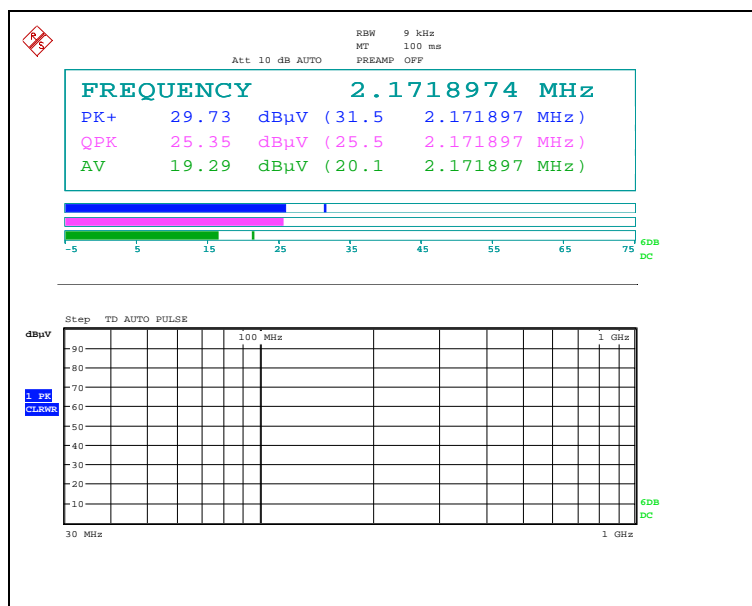 R S
RBW 9 kHz
MT 100 ms
Att 10 dB AUTO PREAMP OFF
FREQUENCY 2.1718974 MHz
PK+ 29.73 dBµV (31.5 2.171897 MHz)
QPK 25.35 dBµV (25.5 2.171897 MHz)
AV 19.29 dBµV (20.1 2.171897 MHz)
-5 5 15 25 35 45 55 65 75
6DB
DC
Step TD AUTO PULSE
dBµV
100 MHz 1 GHz
90
80
70
1 PK
CLRWR
60
50
40
30
20
10
6DB
DC
30 MHz 1 GHz